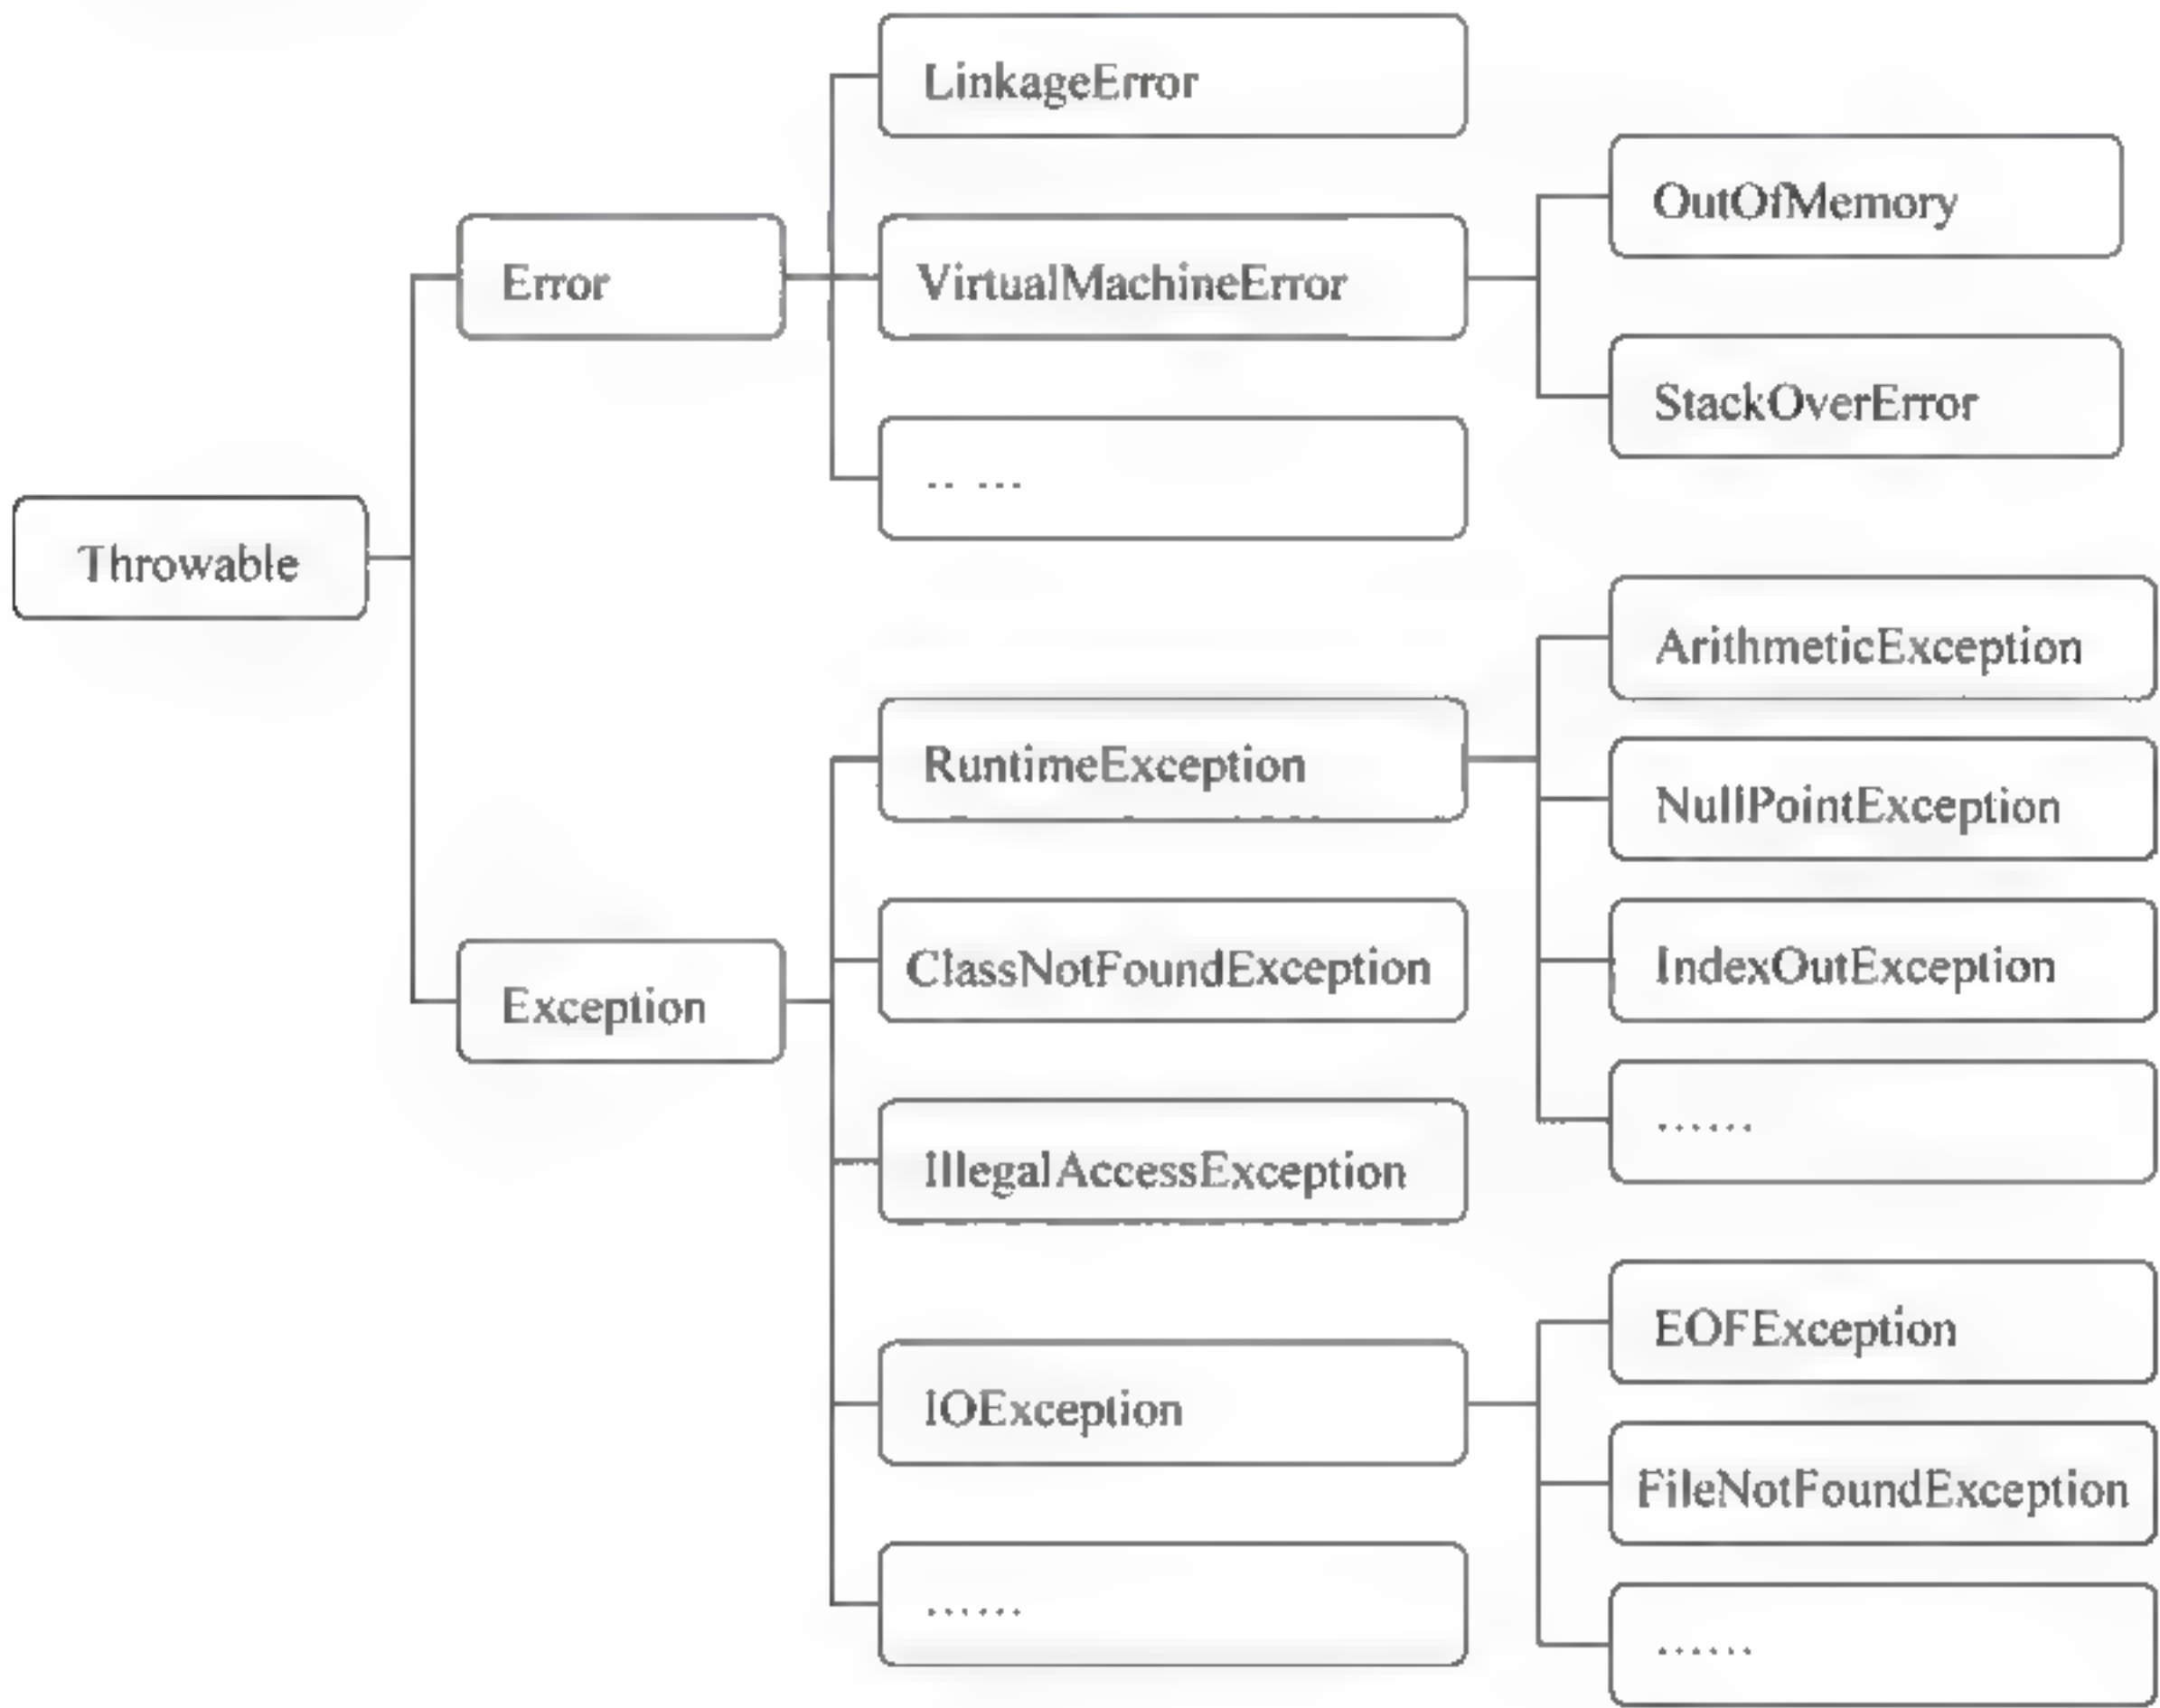 LinkageError
OutOfMemory
Error
VirtualMachineError
StackOverError
.. ...
Throwable
ArithmeticException
RuntimeException
NullPointException
ClassNotFoundException
IndexOutException
Exception
......
IllegalAccessException
EOFException
IOException
FileNotFoundException
......
......